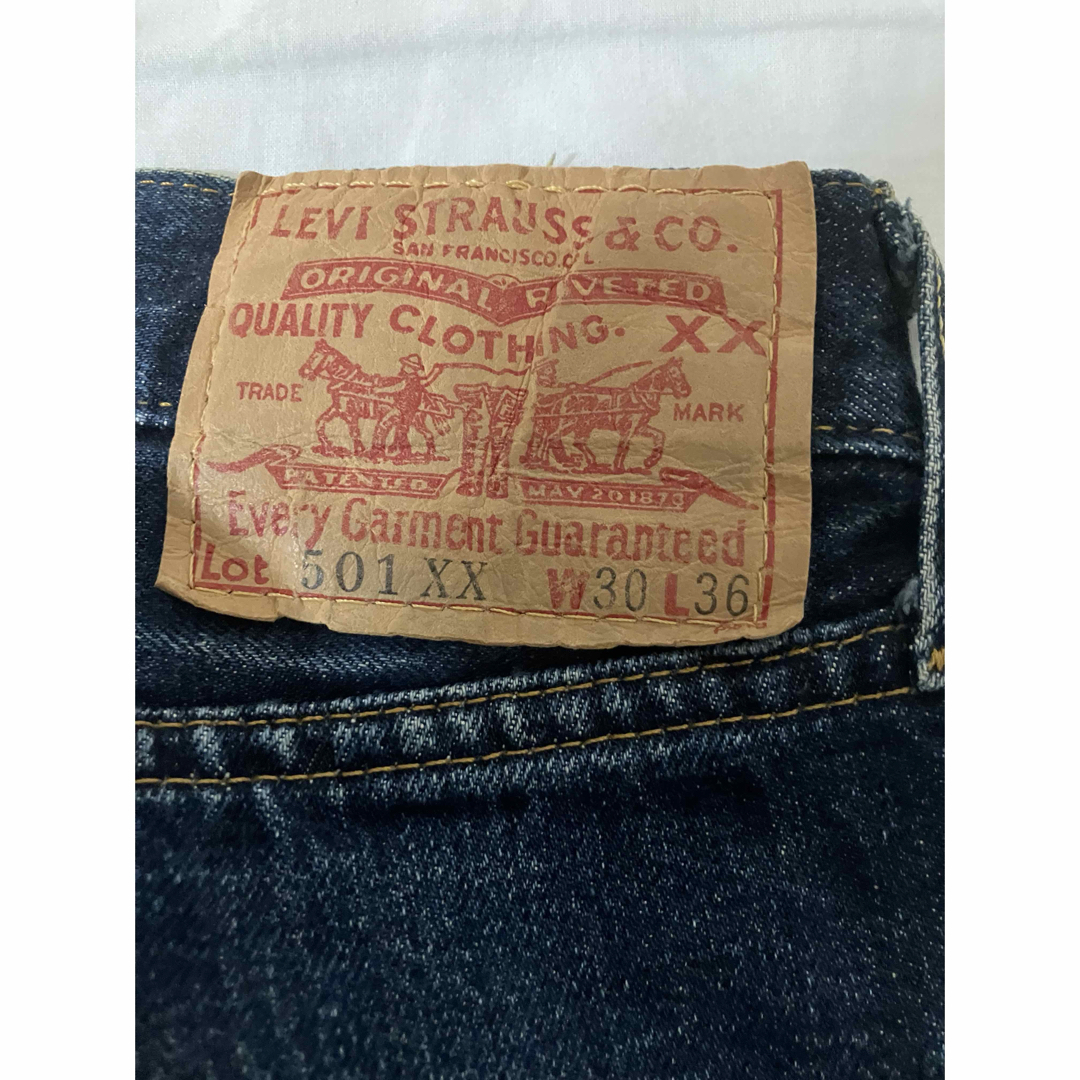 LEVI STRAUSS & CO.
SAN FRANCISCO. CAL
ORIGINAL RIVETED
QUALITY CLOTHING. XX
TRADE MARK
PATENTED MAY 20 1873
Every Garment Guaranteed
Lot 501 XX W30 L36